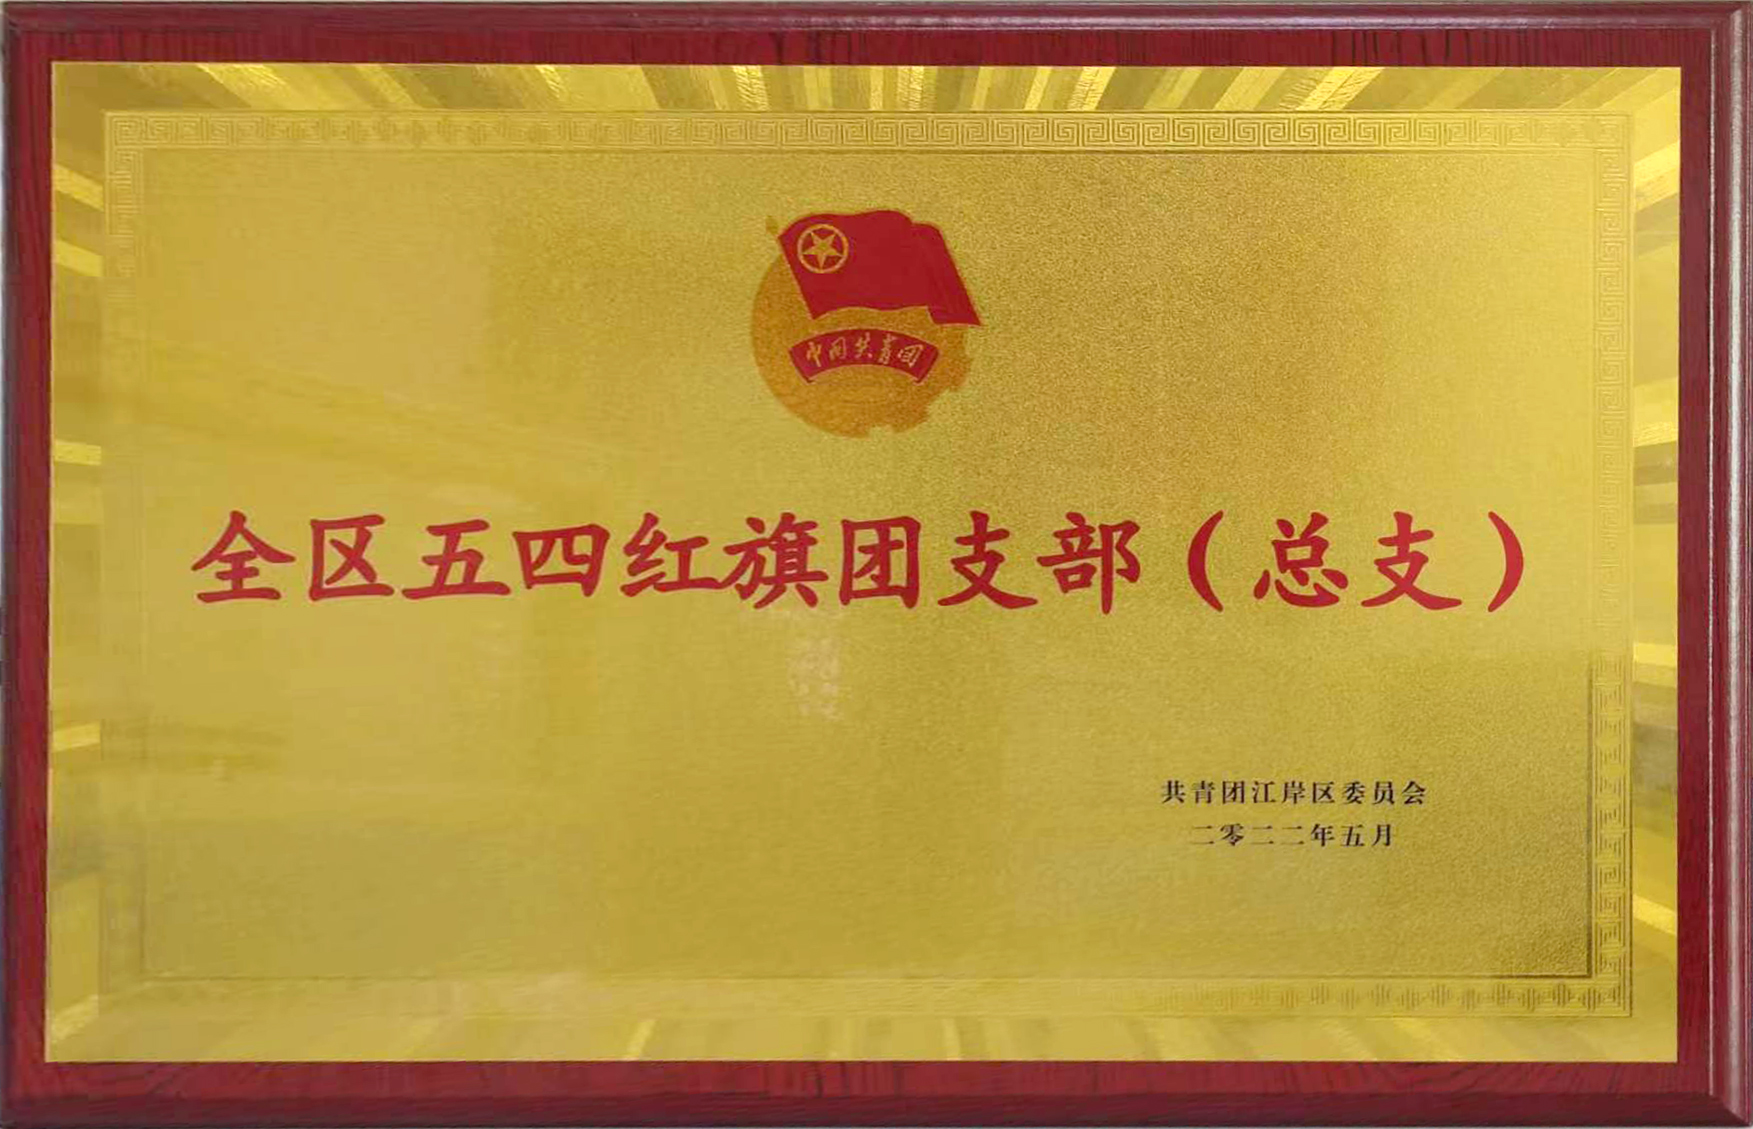 中国共青团
全区五四红旗团支部（总支）
共青团江岸区委员会
二零二二年五月